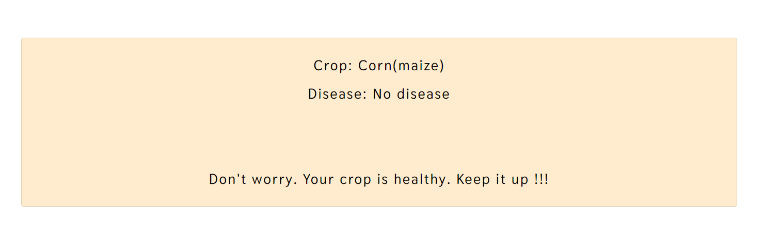 Crop: Corn(maize)
Disease: No disease
Don't worry. Your crop is healthy. Keep it up !!!